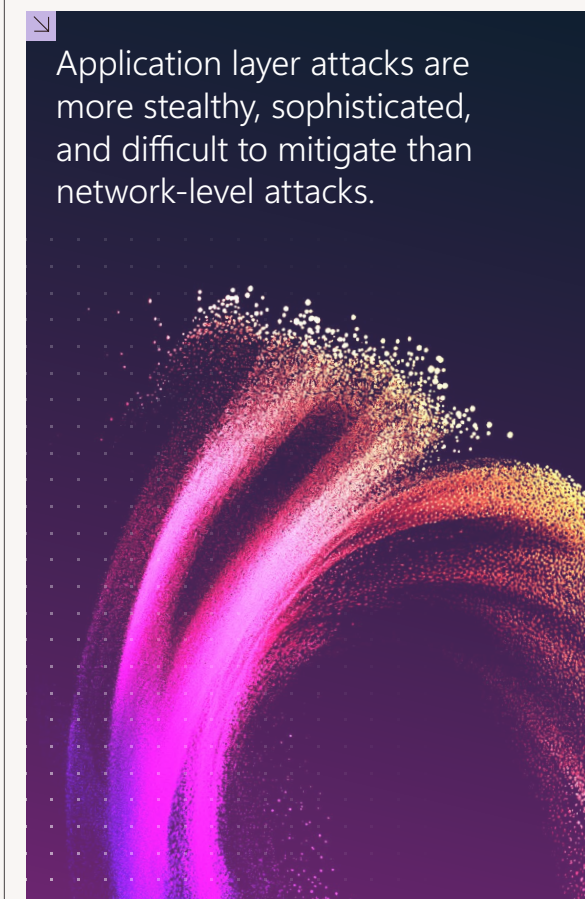 Application layer attacks are
more stealthy, sophisticated,
and difficult to mitigate than
network-level attacks.